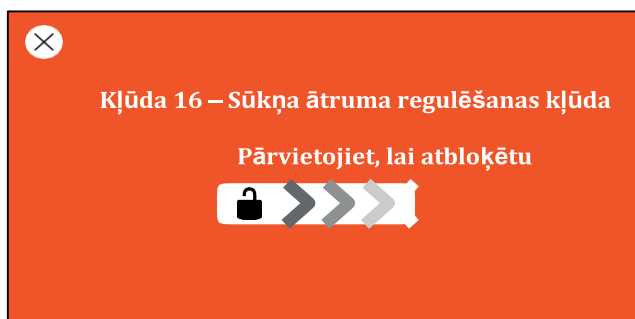 Kļūda 16 – Sūkņa ātruma regulēšanas kļūda
Pārvietojiet, lai atbloķētu